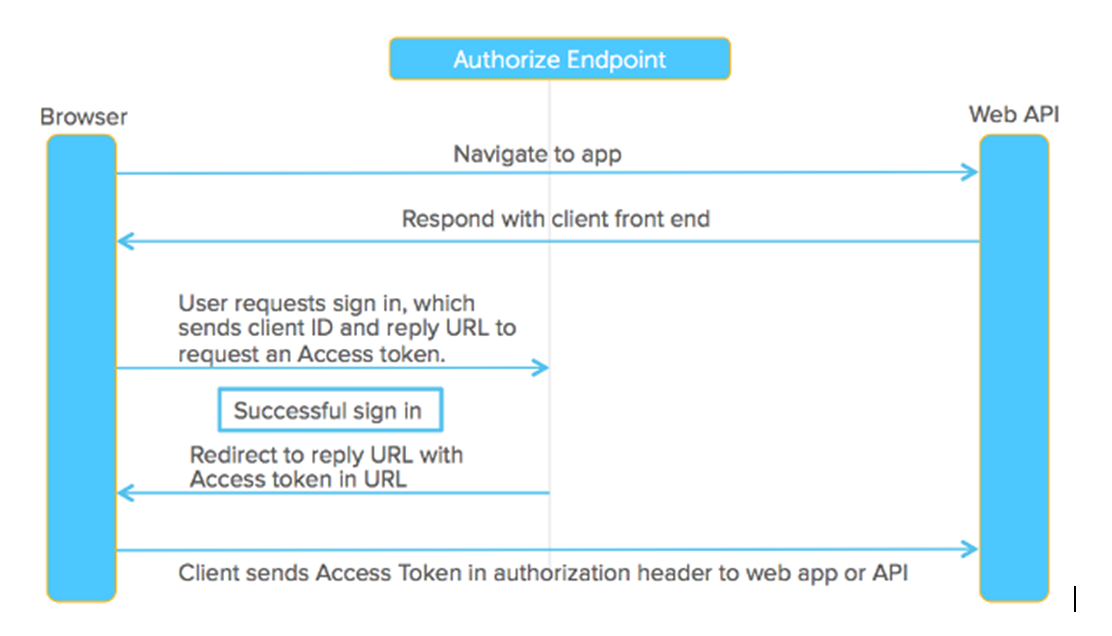 Authorize Endpoint
Browser
Web API
Navigate to app
Respond with client front end
User requests sign in, which
sends client ID and reply URL to
request an Access token.
Successful sign in
Redirect to reply URL with
Access token in URL
Client sends Access Token in authorization header to web app or API